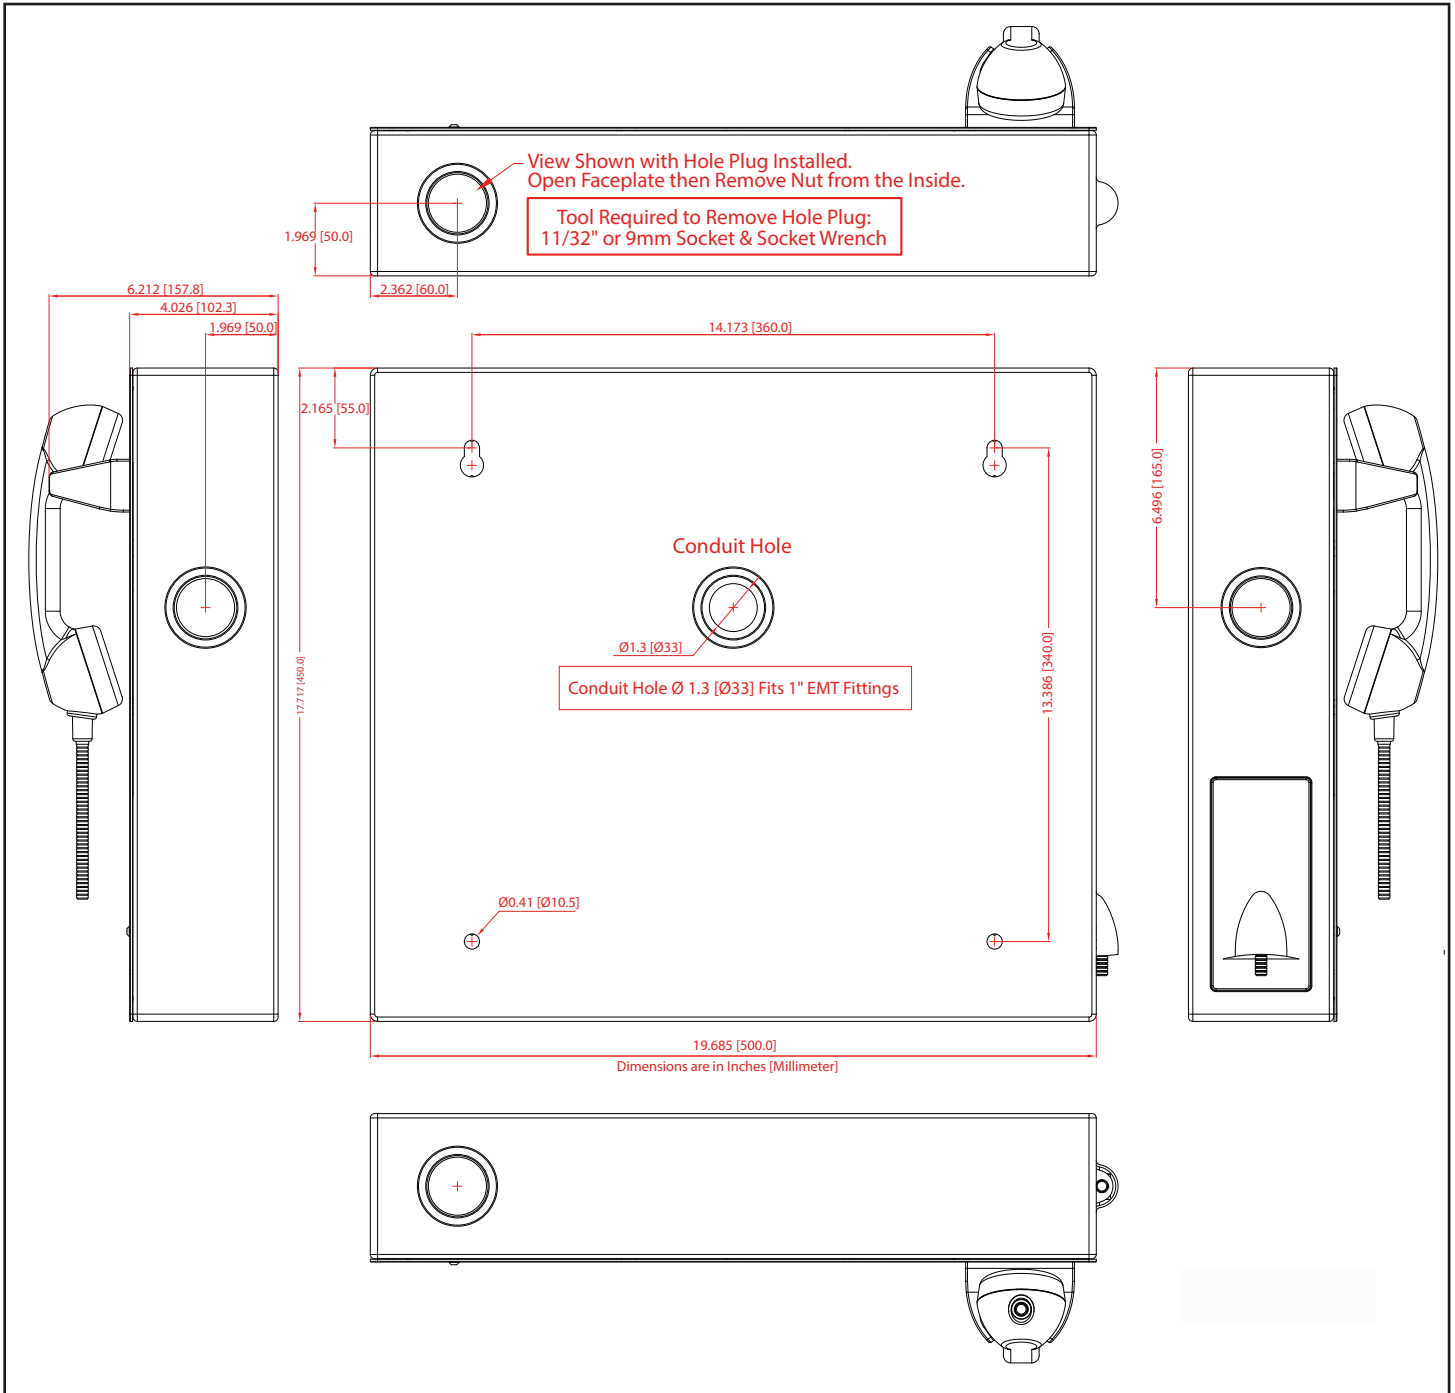 View Shown with Hole Plug Installed.
Open Faceplate then Remove Nut from the Inside.
Tool Required to Remove Hole Plug:
11/32" or 9mm Socket & Socket Wrench
1.969 [50.0]
2.362 [60.0]
6.212 [157.8]
4.026 [102.3]
1.969 [50.0]
14.173 [360.0]
2.165 [55.0]
6.496 [165.0]
Conduit Hole
Ø1.3 [Ø33]
Conduit Hole Ø 1.3 [Ø33] Fits 1" EMT Fittings
17.717 [450.0]
13.386 [340.0]
Ø0.41 [Ø10.5]
19.685 [500.0]
Dimensions are in Inches [Millimeter]